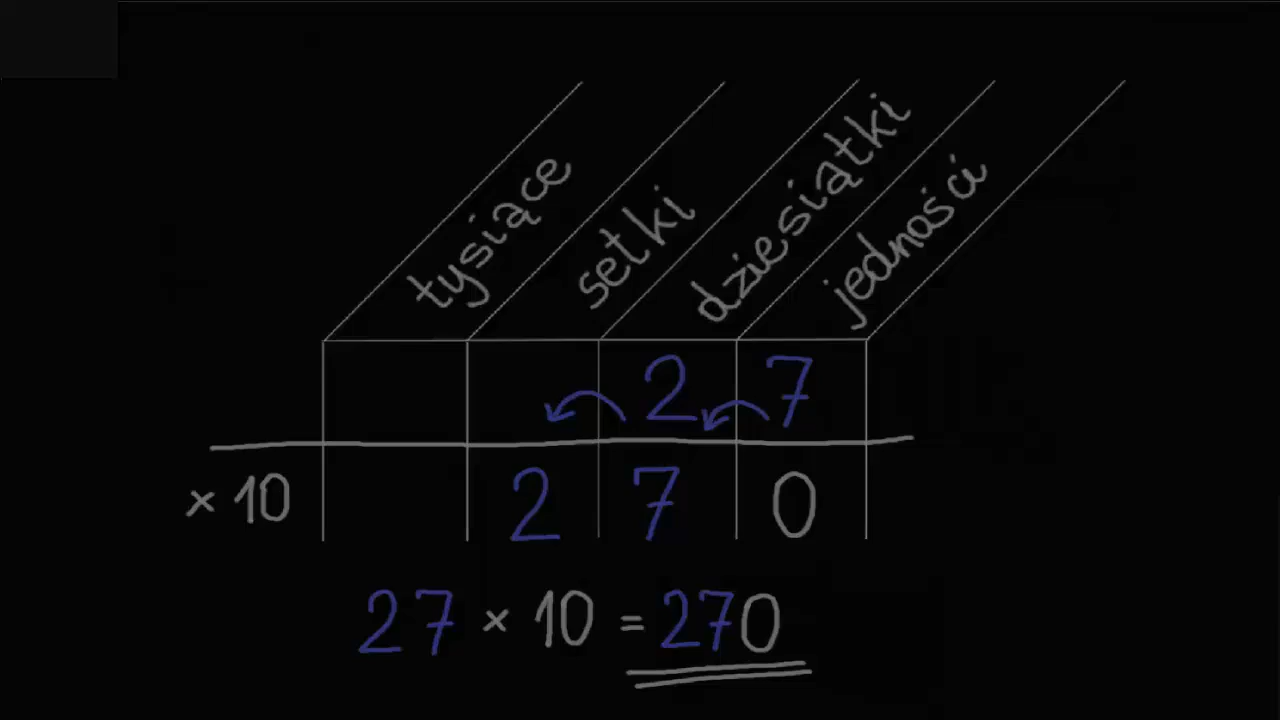 tysiące setki dziesiątki jedności
2 7
× 10 2 7 0
27 × 10 = 270